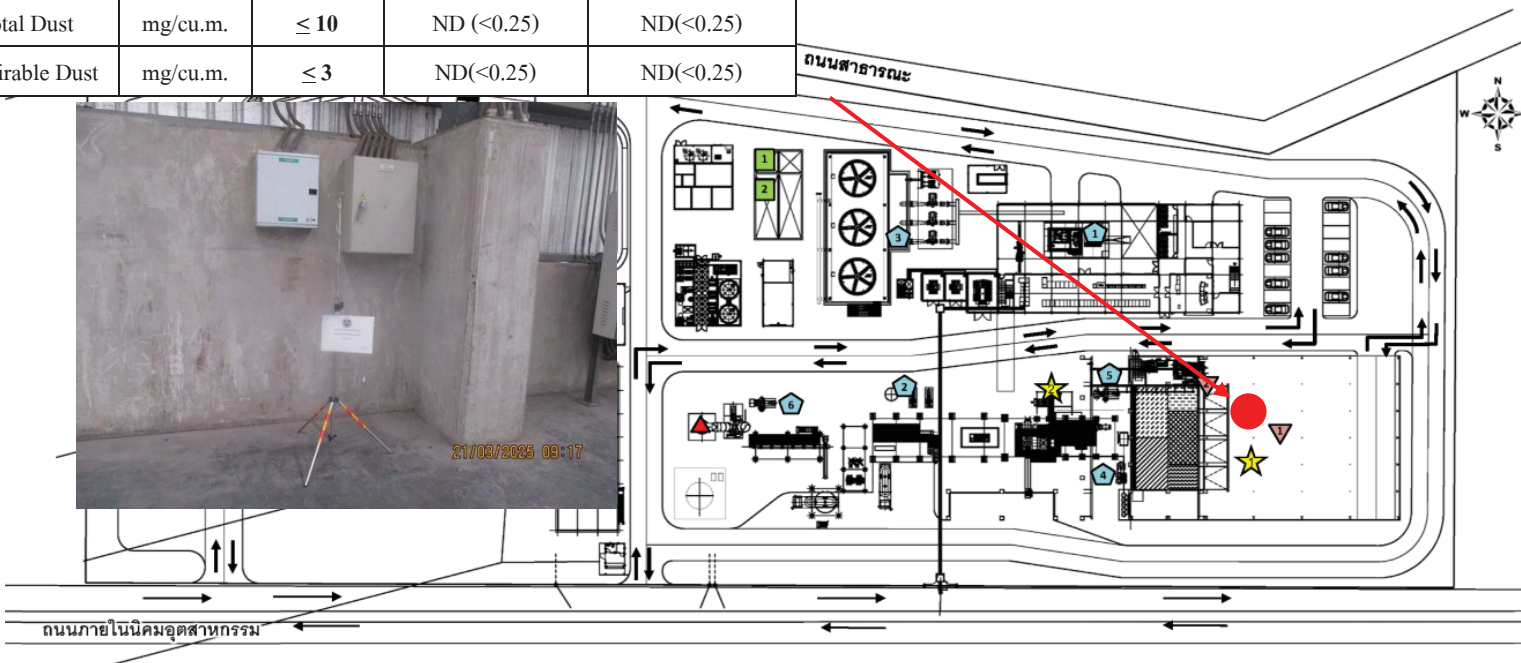 tal Dust mg/cu.m. ≤ 10 ND (<0.25) ND(<0.25)
irable Dust mg/cu.m. ≤ 3 ND(<0.25) ND(<0.25)
ถนนสาธารณะ
N
W
S
1
2
3
1
5
2
2
6
1
1
4
21/03/2025 09:17
ถนนภายในนิคมอุตสาหกรรม